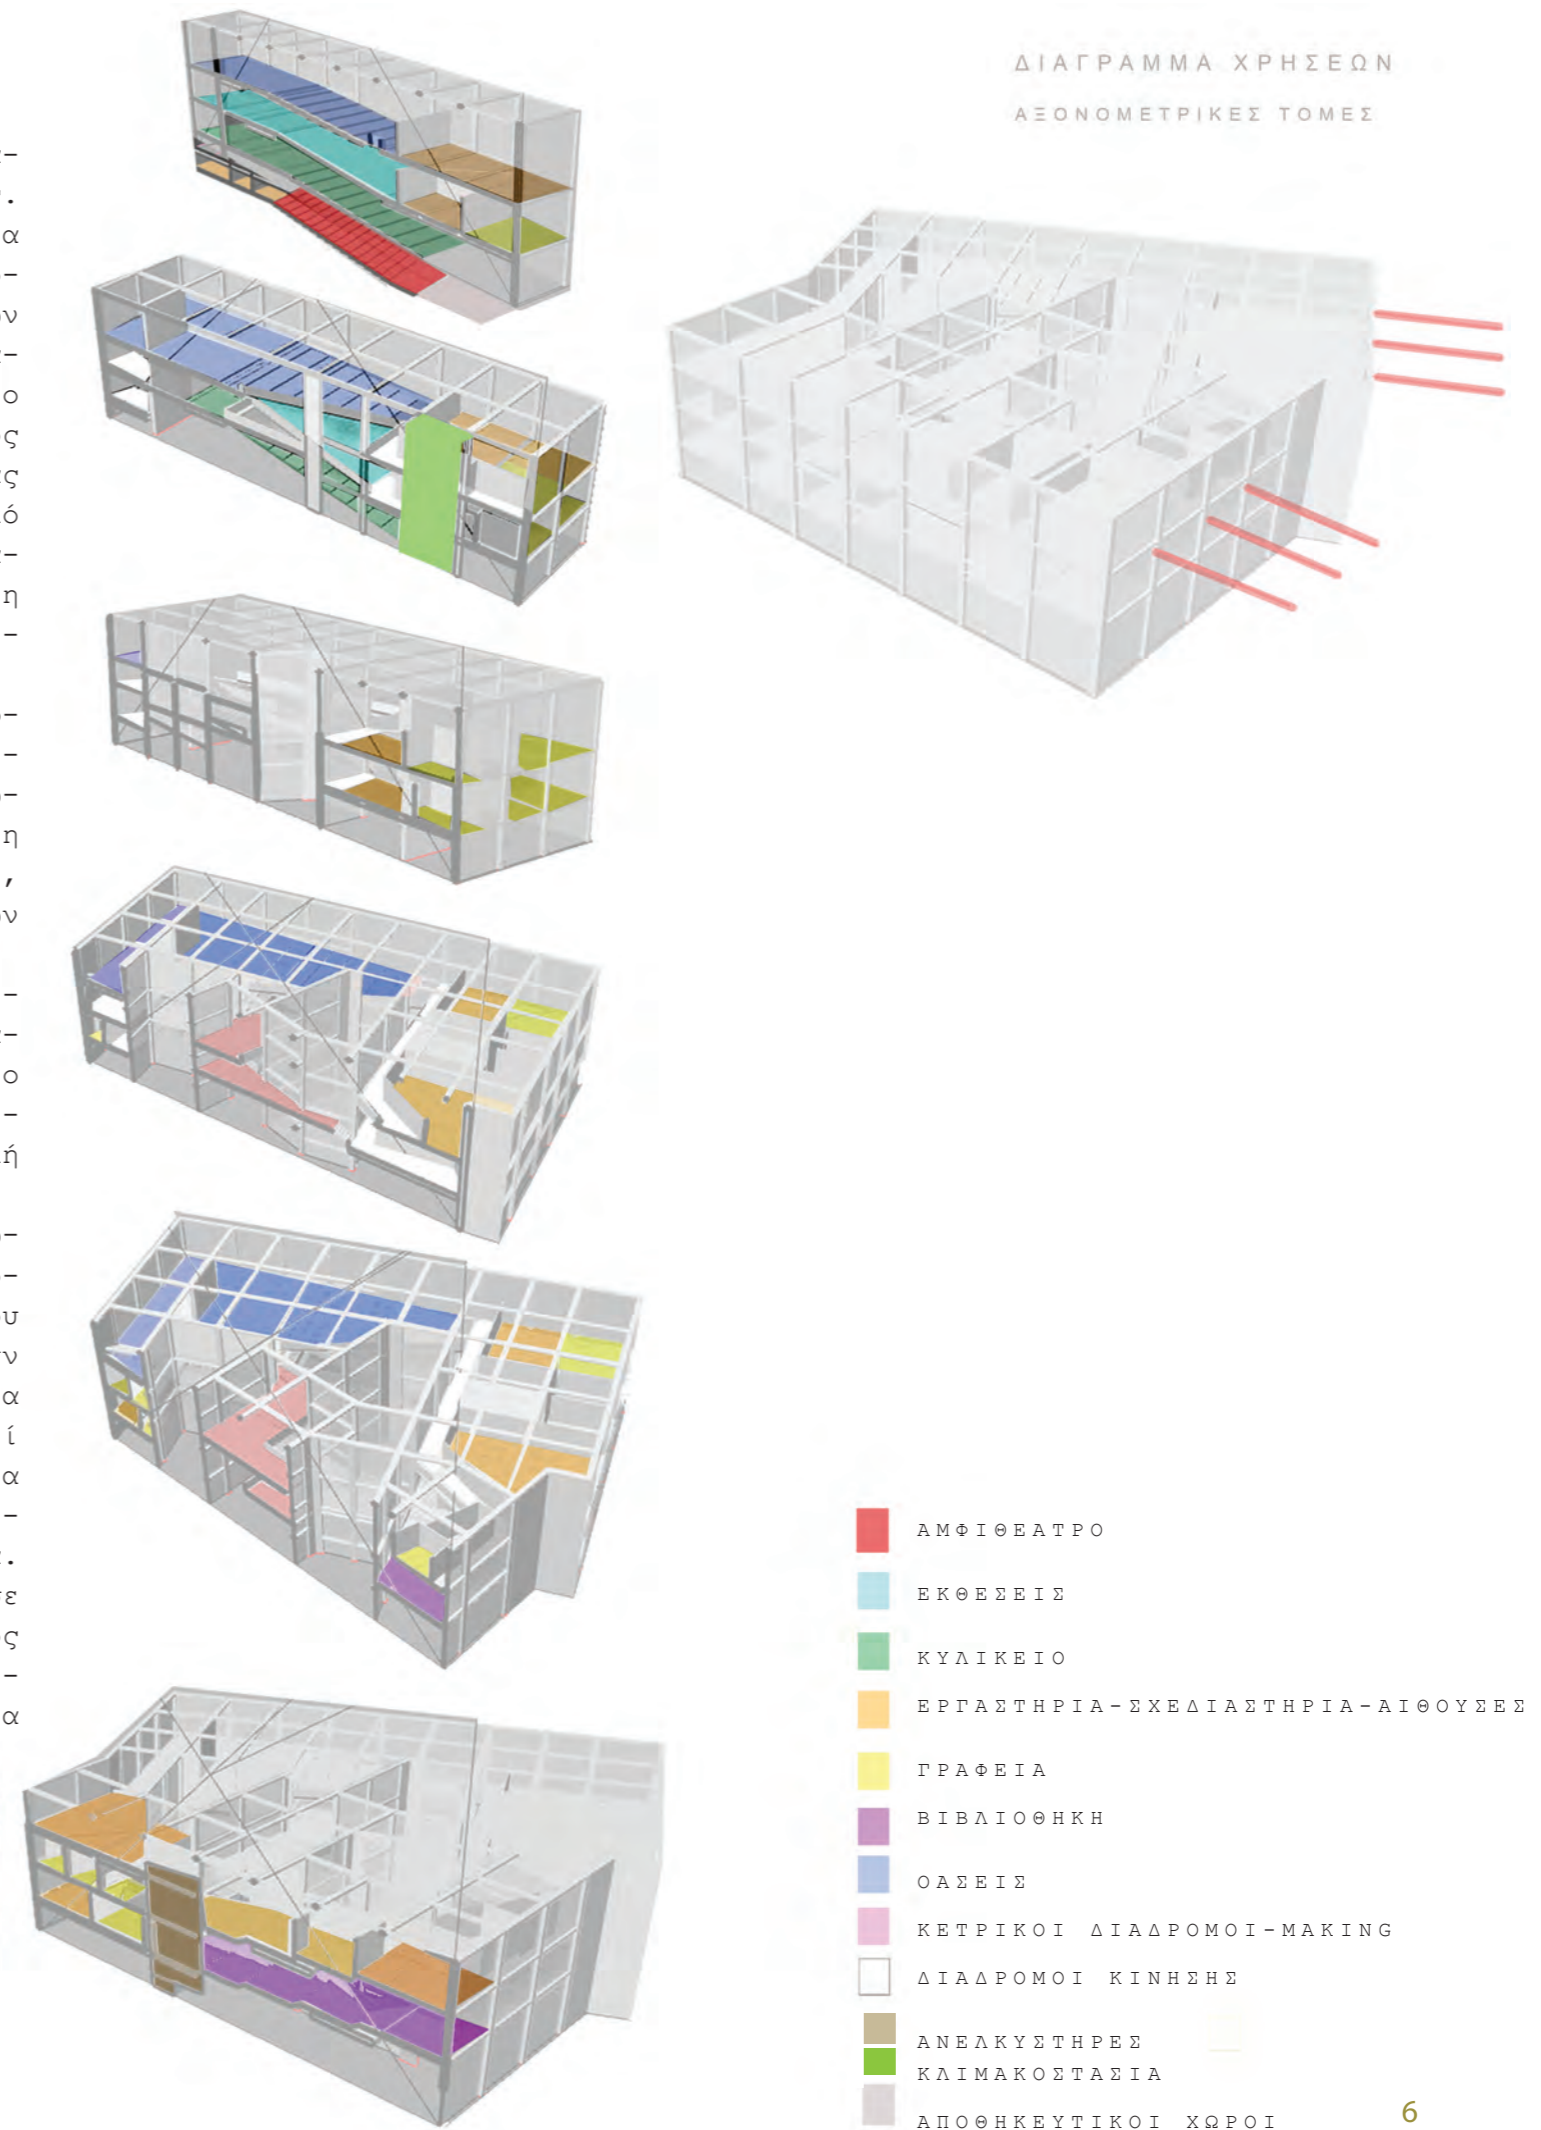 ΔΙΑΓΡΑΜΜΑ ΧΡΗΣΕΩΝ
ΑΞΟΝΟΜΕΤΡΙΚΕΣ ΤΟΜΕΣ
ΑΜΦΙΘΕΑΤΡΟ
ΕΚΘΕΣΕΙΣ
ΚΥΛΙΚΕΙΟ
ΕΡΓΑΣΤΗΡΙΑ-ΣΧΕΔΙΑΣΤΗΡΙΑ-ΑΙΘΟΥΣΕΣ
ΓΡΑΦΕΙΑ
ΒΙΒΛΙΟΘΗΚΗ
ΟΑΣΕΙΣ
ΚΕΤΡΙΚΟΙ ΔΙΑΔΡΟΜΟΙ-MAKING
ΔΙΑΔΡΟΜΟΙ ΚΙΝΗΣΗΣ
ΑΝΕΛΚΥΣΤΗΡΕΣ
ΚΛΙΜΑΚΟΣΤΑΣΙΑ
ΑΠΟΘΗΚΕΥΤΙΚΟΙ ΧΩΡΟΙ
6